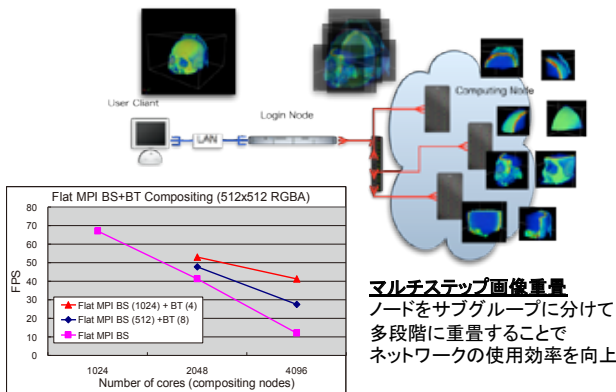 User Client
LAN
Login Node
Computing Node
Flat MPI BS+BT Compositing (512x512 RGBA)
FPS
80
70
60
50
40
30
20
10
0
Flat MPI BS (1024) + BT (4)
Flat MPI BS (512) +BT (8)
Flat MPI BS
1024
2048
4096
Number of cores (compositing nodes)
マルチステップ画像重畳
ノードをサブグループに分けて
多段階に重畳することで
ネットワークの使用効率を向上